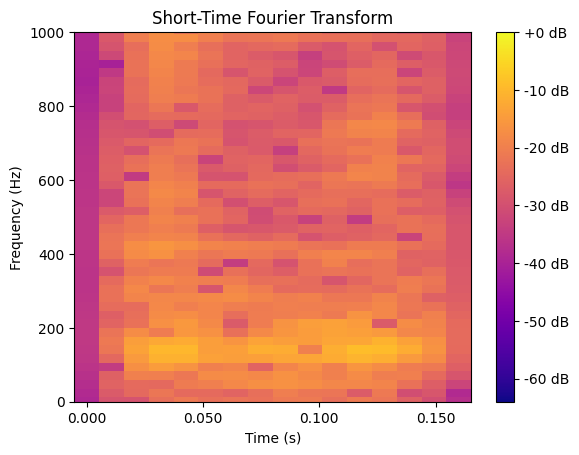 Short-Time Fourier Transform
1000
800
600
400
200
0
Frequency (Hz)
0.000
0.050
0.100
0.150
Time (s)
+0 dB
-10 dB
-20 dB
-30 dB
-40 dB
-50 dB
-60 dB